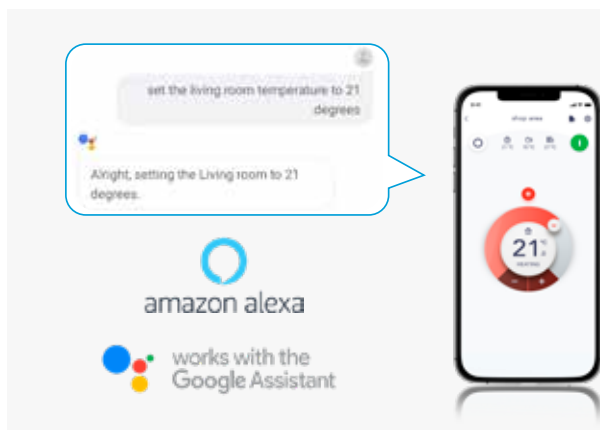 set the living room temperature to 21
degrees
Alright, setting the Living room to 21
degrees.
amazon alexa
works with the
Google Assistant
21
HEATING